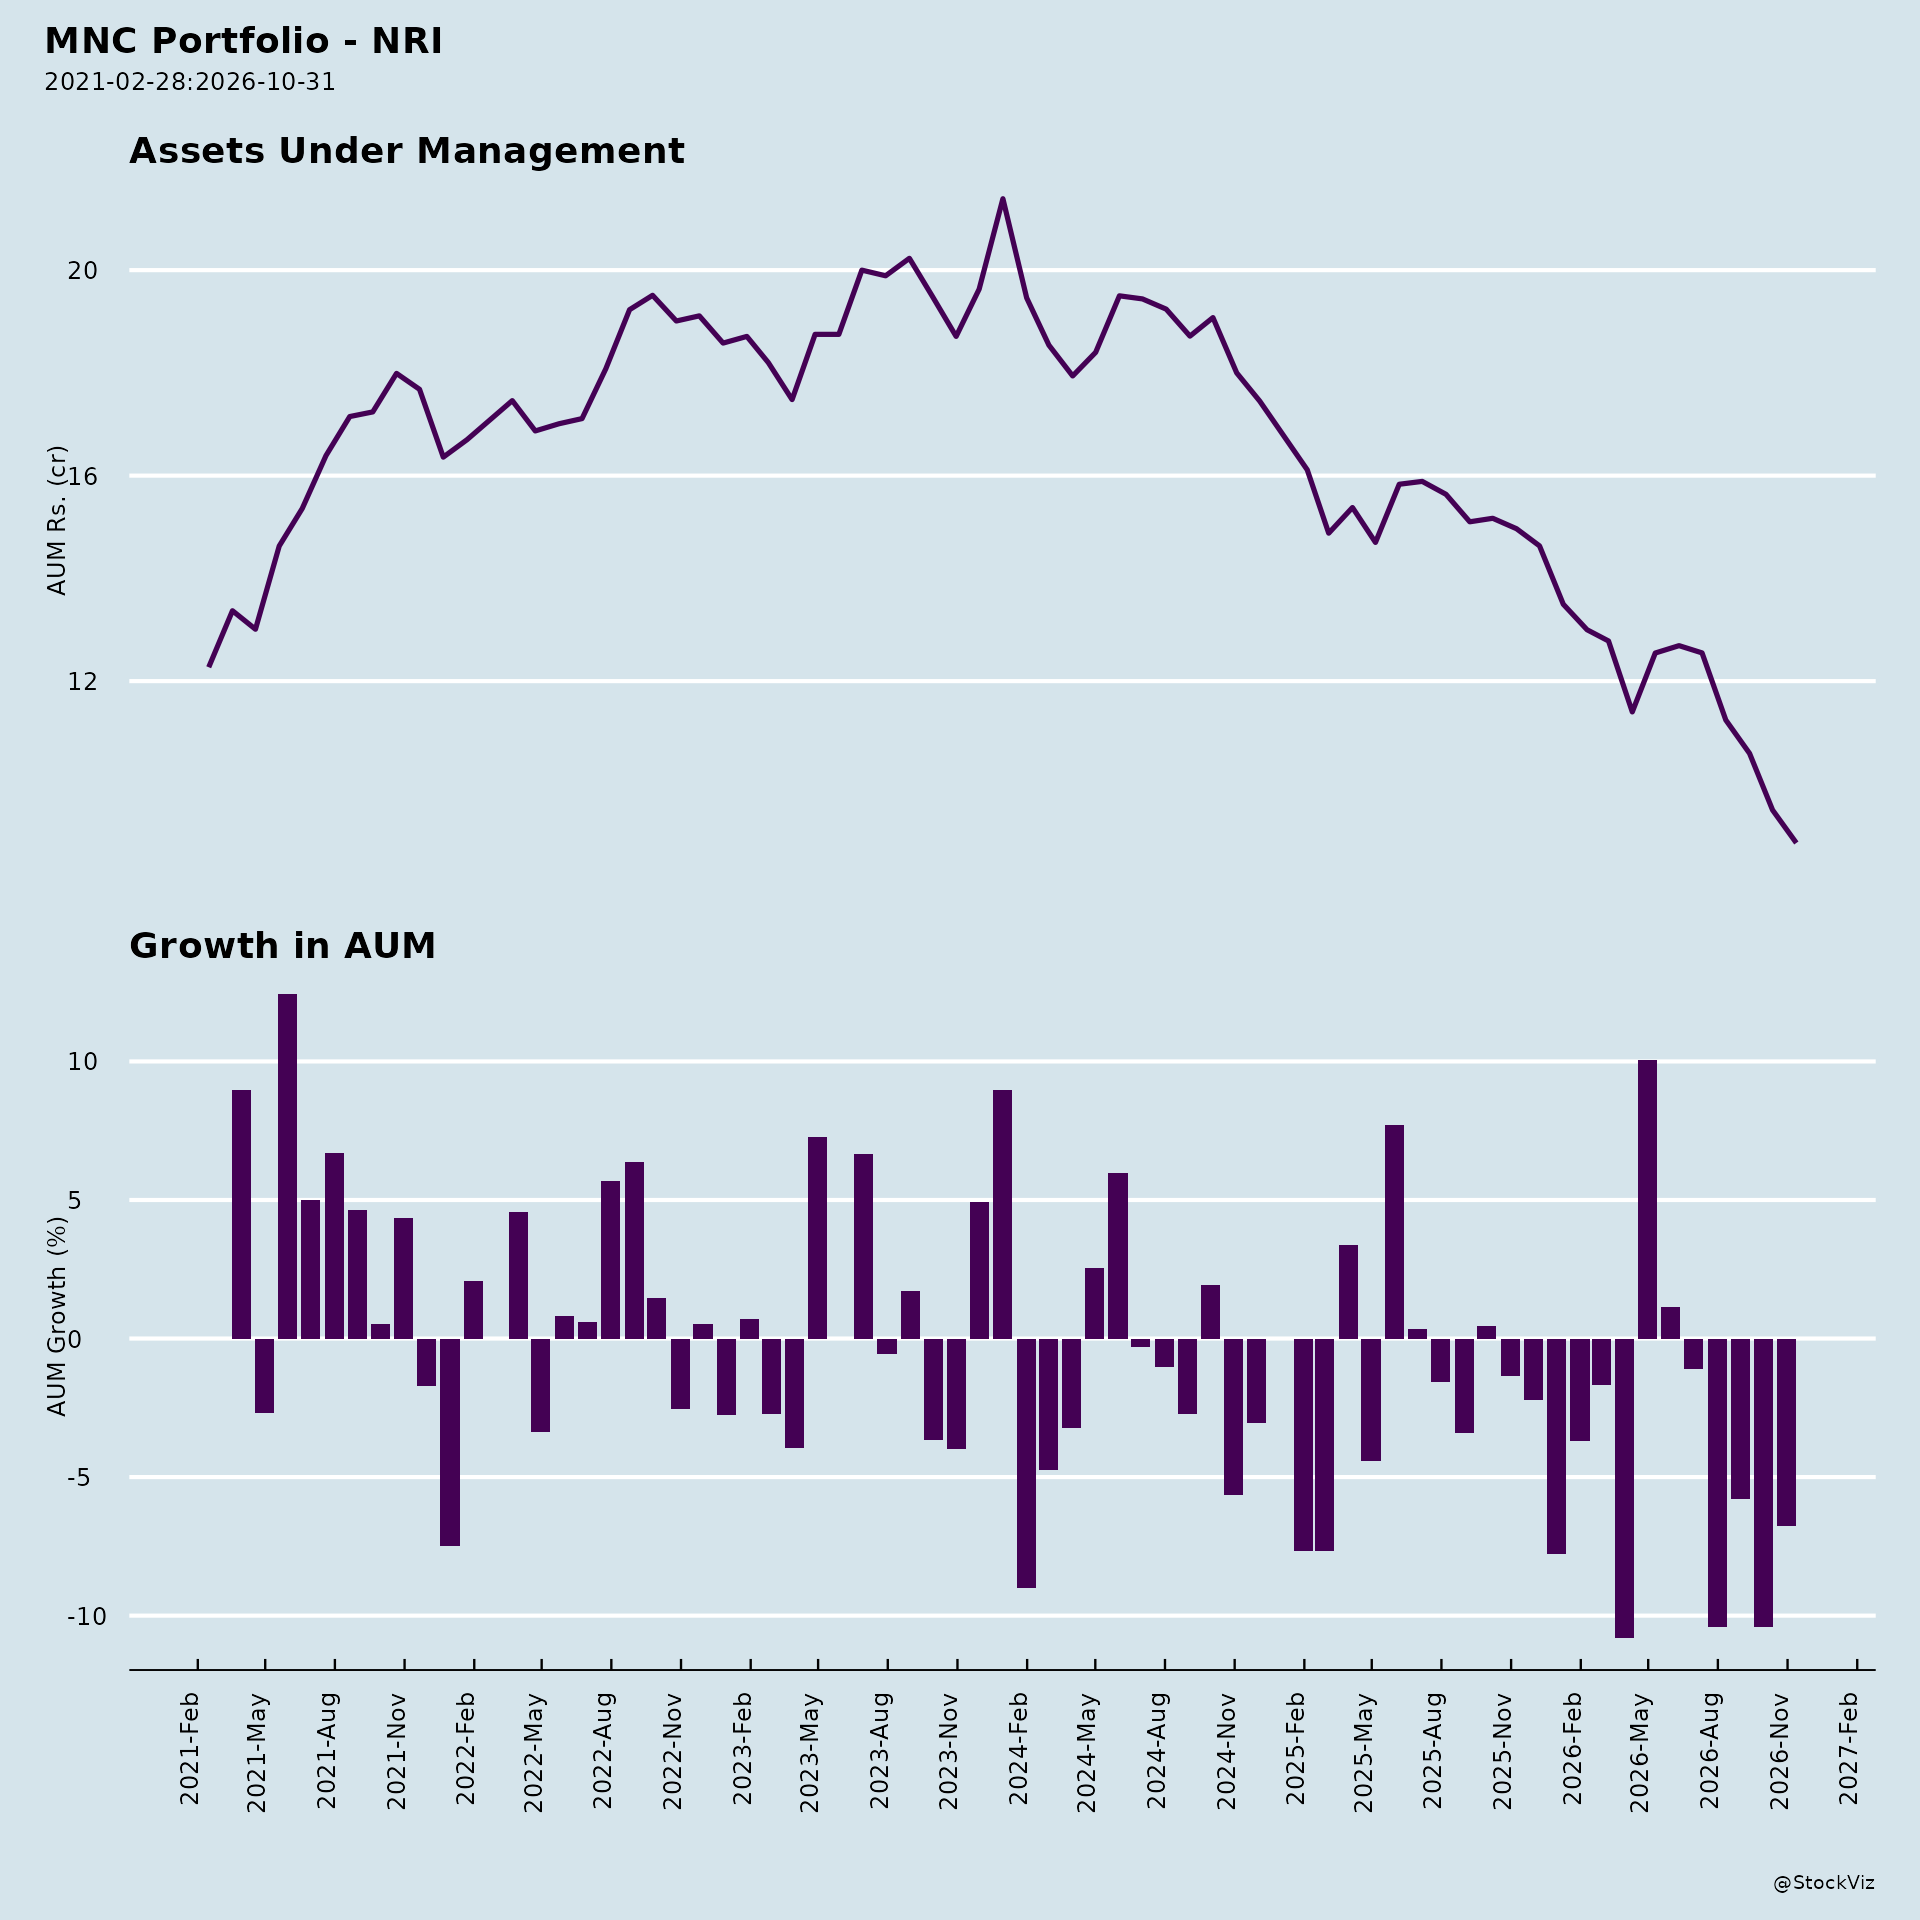 MNC Portfolio - NRI
2021-02-28:2026-10-31
Assets Under Management
20
16
12
AUM Rs. (cr)
Growth in AUM
10
5
0
-5
-10
AUM Growth (%)
2021-Feb
2021-May
2021-Aug
2021-Nov
2022-Feb
2022-May
2022-Aug
2022-Nov
2023-Feb
2023-May
2023-Aug
2023-Nov
2024-Feb
2024-May
2024-Aug
2024-Nov
2025-Feb
2025-May
2025-Aug
2025-Nov
2026-Feb
2026-May
2026-Aug
2026-Nov
2027-Feb
@StockViz